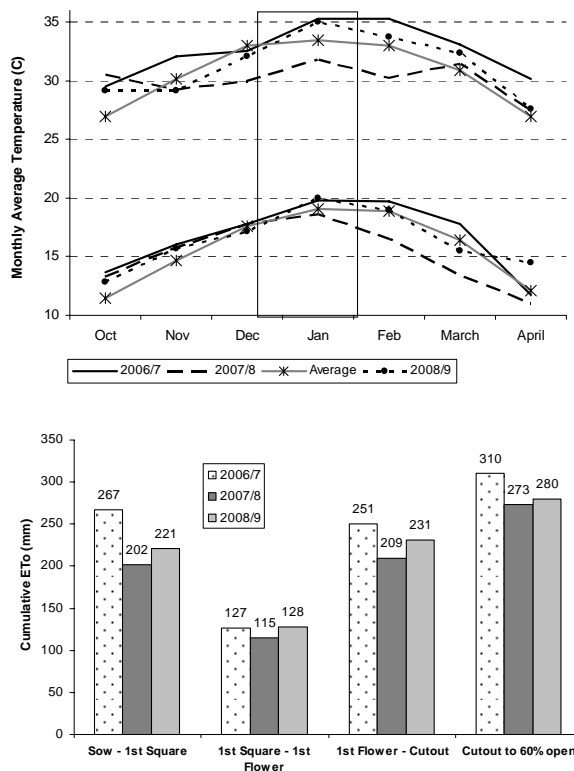 35
30
25
20
15
10
Monthly Average Temperature (C)
Oct Nov Dec Jan Feb March April
2006/7 2007/8 Average 2008/9
350
300
250
200
150
100
50
0
Cumulative ETo (mm)
2006/7
2007/8
2008/9
267 202 221
127 115 128
251 209 231
310 273 280
Sow - 1st Square
1st Square - 1st
Flower
1st Flower - Cutout
Cutout to 60% open